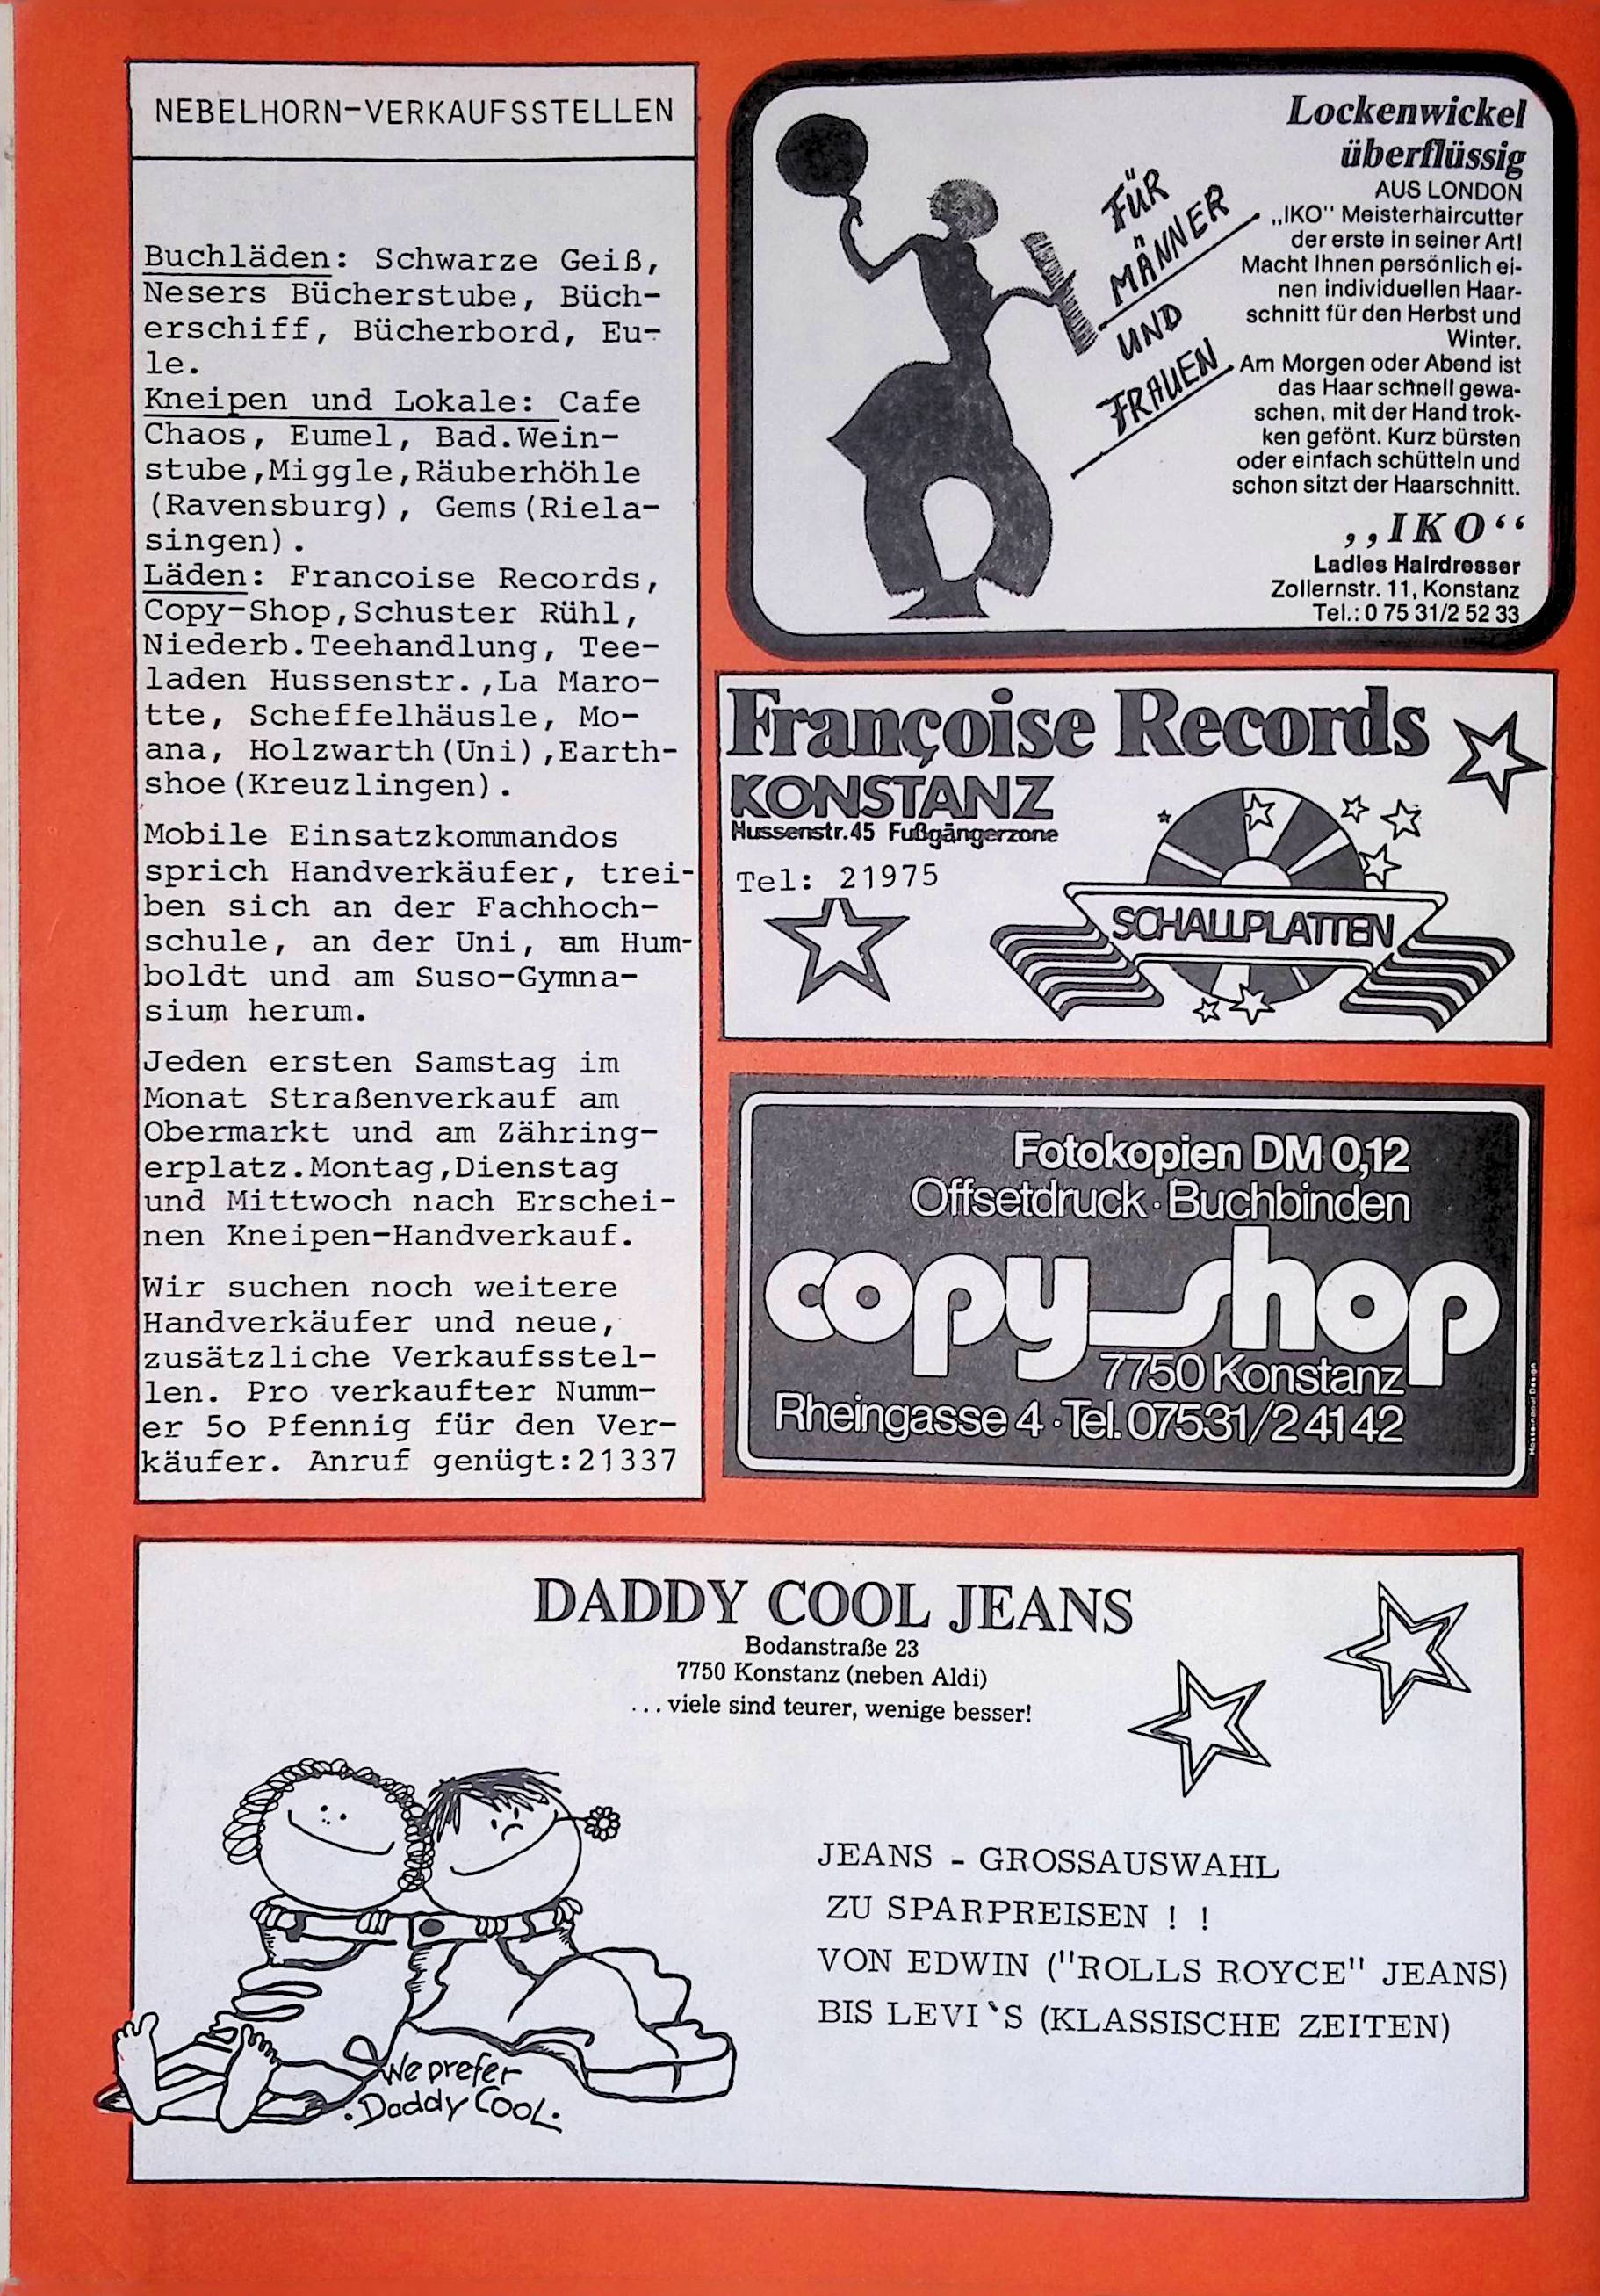 NEBELHORN-VERKAUFSSTELLEN
Buchläden: Schwarze Geiß,
Nesers Bücherstube, Büch-
erschiff, Bücherbord, Eu-
le.
Kneipen und Lokale: Cafe
Chaos, Eumel, Bad.Wein-
stube,Miggle,Räuberhöhle
(Ravensburg), Gems(Riela-
singen).
Läden: Francoise Records,
Copy-Shop,Schuster Rühl,
Niederb.Teehandlung, Tee-
laden Hussenstr.,La Maro-
tte, Scheffelhäusle, Mo-
ana, Holzwarth(Uni),Earth-
shoe(Kreuzlingen).
Mobile Einsatzkommandos
sprich Handverkäufer, trei-
ben sich an der Fachhoch-
schule, an der Uni, am Hum-
boldt und am Suso-Gymna-
sium herum.
Jeden ersten Samstag im
Monat Straßenverkauf am
Obermarkt und am Zähring-
erplatz.Montag,Dienstag
und Mittwoch nach Erschei-
nen Kneipen-Handverkauf.
Wir suchen noch weitere
Handverkäufer und neue,
zusätzliche Verkaufsstel-
len. Pro verkaufter Numm-
er 5o Pfennig für den Ver-
käufer. Anruf genügt:21337
FÜR
MÄNNER
UND
FRAUEN
Lockenwickel
überflüssig
AUS LONDON
„IKO" Meisterhaircutter
der erste in seiner Art!
Macht Ihnen persönlich ei-
nen individuellen Haar-
schnitt für den Herbst und
Winter.
Am Morgen oder Abend ist
das Haar schnell gewa-
schen, mit der Hand trok-
ken gefönt. Kurz bürsten
oder einfach schütteln und
schon sitzt der Haarschnitt.
„IKO“
Ladies Hairdresser
Zollernstr. 11, Konstanz
Tel.: 0 75 31/2 52 33
Françoise Records
KONSTANZ
Hussenstr.45 Fußgängerzone
Tel: 21975
SCHALLPLATTEN
Fotokopien DM 0,12
Offsetdruck · Buchbinden
copy shop
7750 Konstanz
Rheingasse 4 · Tel. 07531/24142
DADDY COOL JEANS
Bodanstraße 23
7750 Konstanz (neben Aldi)
... viele sind teurer, wenige besser!
JEANS - GROSSAUSWAHL
ZU SPARPREISEN ! !
VON EDWIN ("ROLLS ROYCE" JEANS)
BIS LEVI`S (KLASSISCHE ZEITEN)
We prefer
.Daddy Cool.